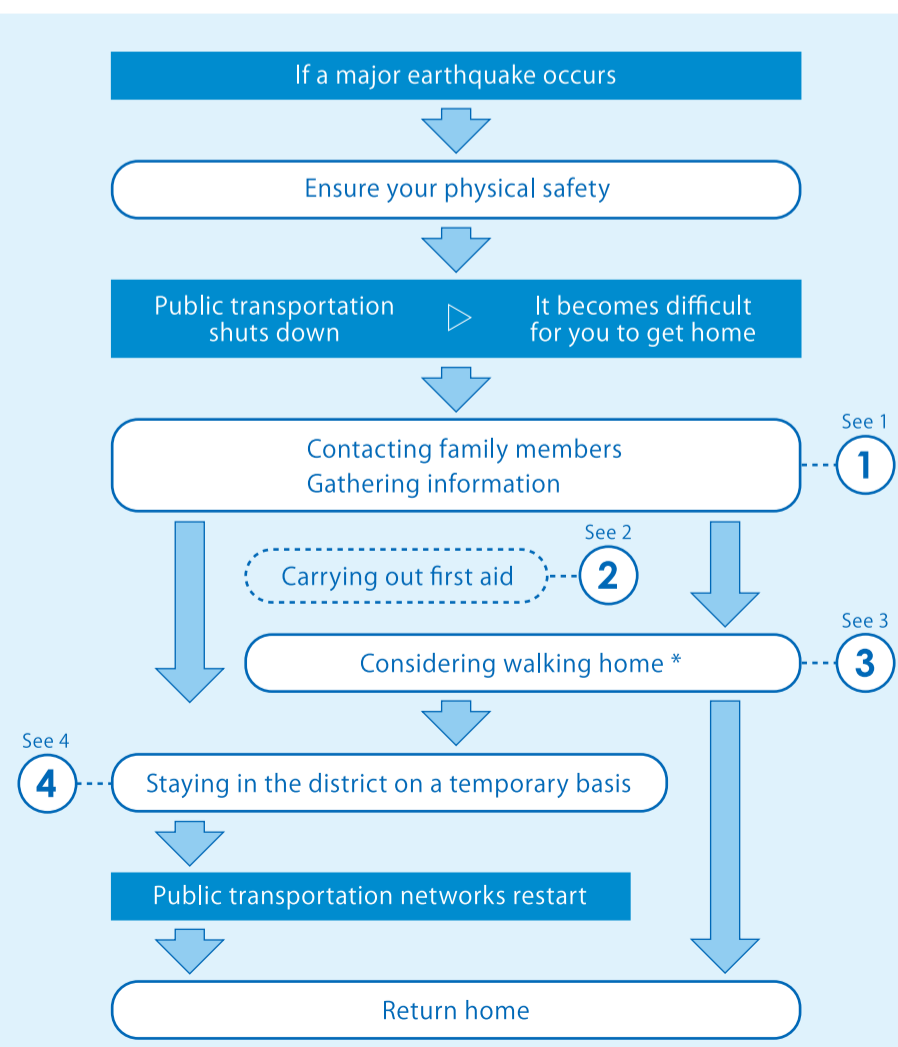 If a major earthquake occurs
Ensure your physical safety
Public transportation
shuts down
It becomes difficult
for you to get home
Contacting family members
Gathering information
See 1
1
See 2
Carrying out first aid
2
See 3
Considering walking home *
3
See 4
4
Staying in the district on a temporary basis
Public transportation networks restart
Return home